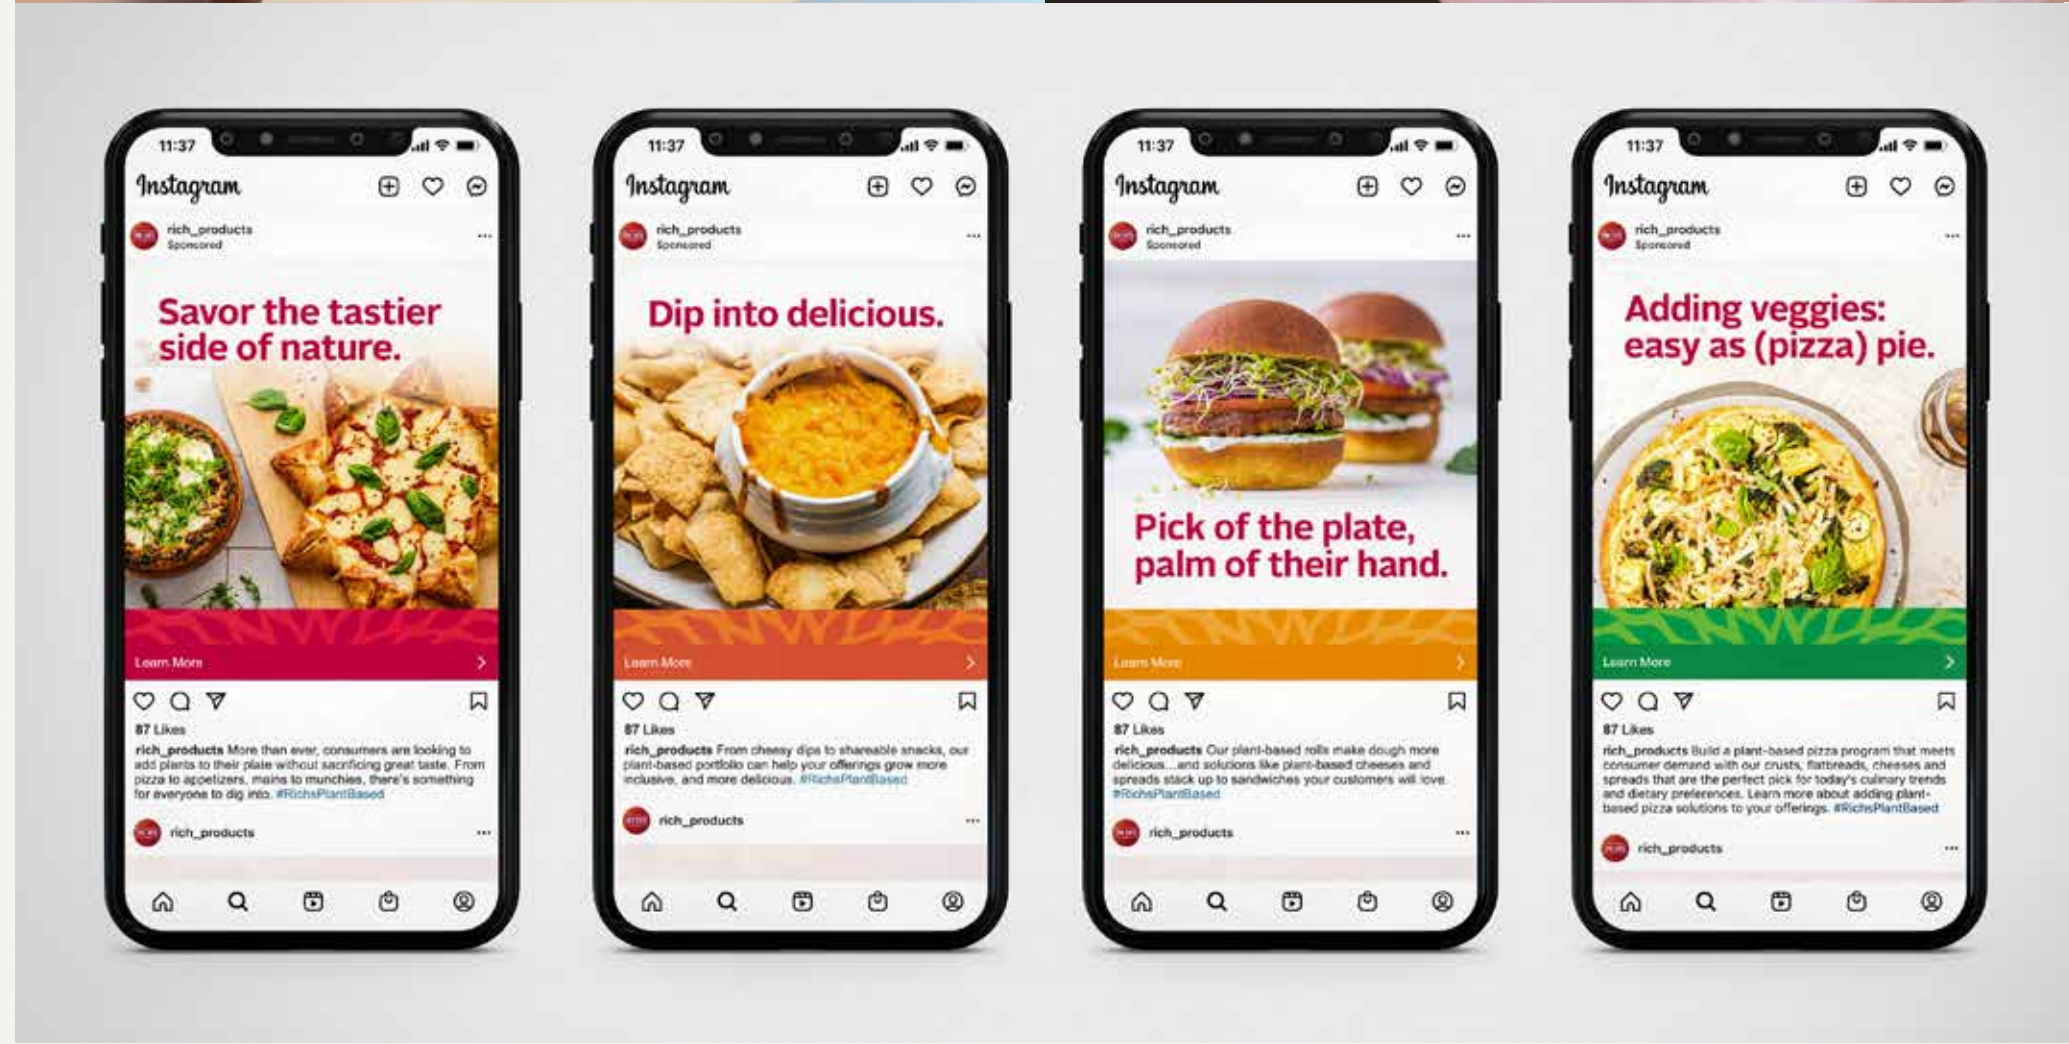 11:37
Instagram
rich_products
Sponsored
Savor the tastier
side of nature.
Learn More
87 Likes
rich_products More than ever, consumers are looking to
add plants to their plate without sacrificing great taste. From
pizza to appetizers, mains to munchies, there's something
for everyone to dig into. #RichsPlantBased
rich_products
11:37
Instagram
rich_products
Sponsored
Dip into delicious.
Learn More
87 Likes
rich_products From cheesy dips to shareable snacks, our
plant-based portfolio can help your offerings grow more
inclusive, and more delicious. #RichsPlantBased
rich_products
11:37
Instagram
rich_products
Sponsored
Pick of the plate,
palm of their hand.
Learn More
87 Likes
rich_products Our plant-based rolls make dough more
delicious...and solutions like plant-based cheeses and
spreads stack up to sandwiches your customers will love.
#RichsPlantBased
rich_products
11:37
Instagram
rich_products
Sponsored
Adding veggies:
easy as (pizza) pie.
Learn More
87 Likes
rich_products Build a plant-based pizza program that meets
consumer demand with our crusts, flatbreads, cheeses and
spreads that are the perfect pick for today's culinary trends
and dietary preferences. Learn more about adding plant-
based pizza solutions to your offerings. #RichsPlantBased
rich_products